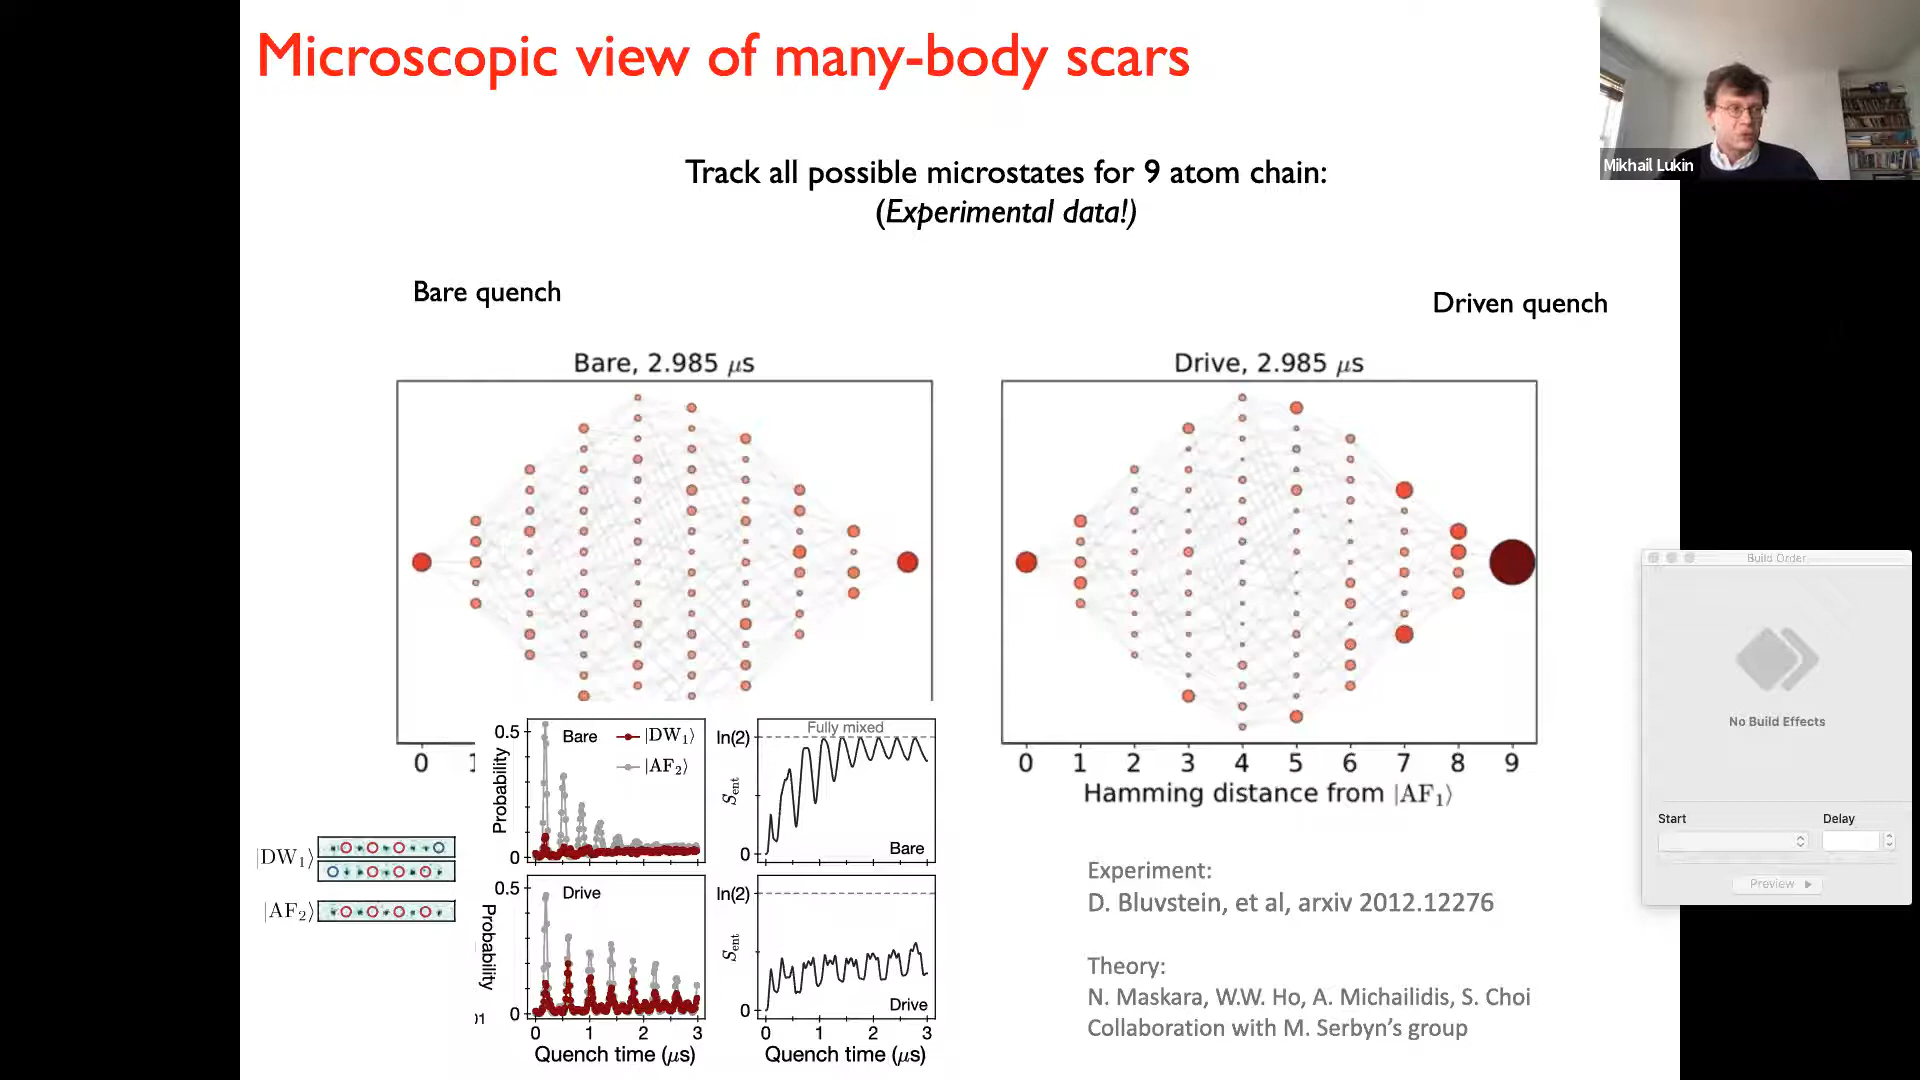 Microscopic view of many-body scars
Mikhail Lukin
Track all possible microstates for 9 atom chain:
(Experimental data!)
Bare quench
Driven quench
Bare, 2.985 μs
Drive, 2.985 μs
0 1
0 1 2 3 4 5 6 7 8 9
Hamming distance from |AF₁⟩
Build Order
No Build Effects
Start Delay
Preview
0.5
0
Probability
Bare
|DW₁⟩
|AF₂⟩
ln(2)
0
Sent
Fully mixed
Bare
|DW₁⟩
|AF₂⟩
0.5
0
Probability
Drive
0 1 2 3
Quench time (μs)
ln(2)
0
Sent
Drive
0 1 2 3
Quench time (μs)
Experiment:
D. Bluvstein, et al, arxiv 2012.12276
Theory:
N. Maskara, W.W. Ho, A. Michailidis, S. Choi
Collaboration with M. Serbyn’s group